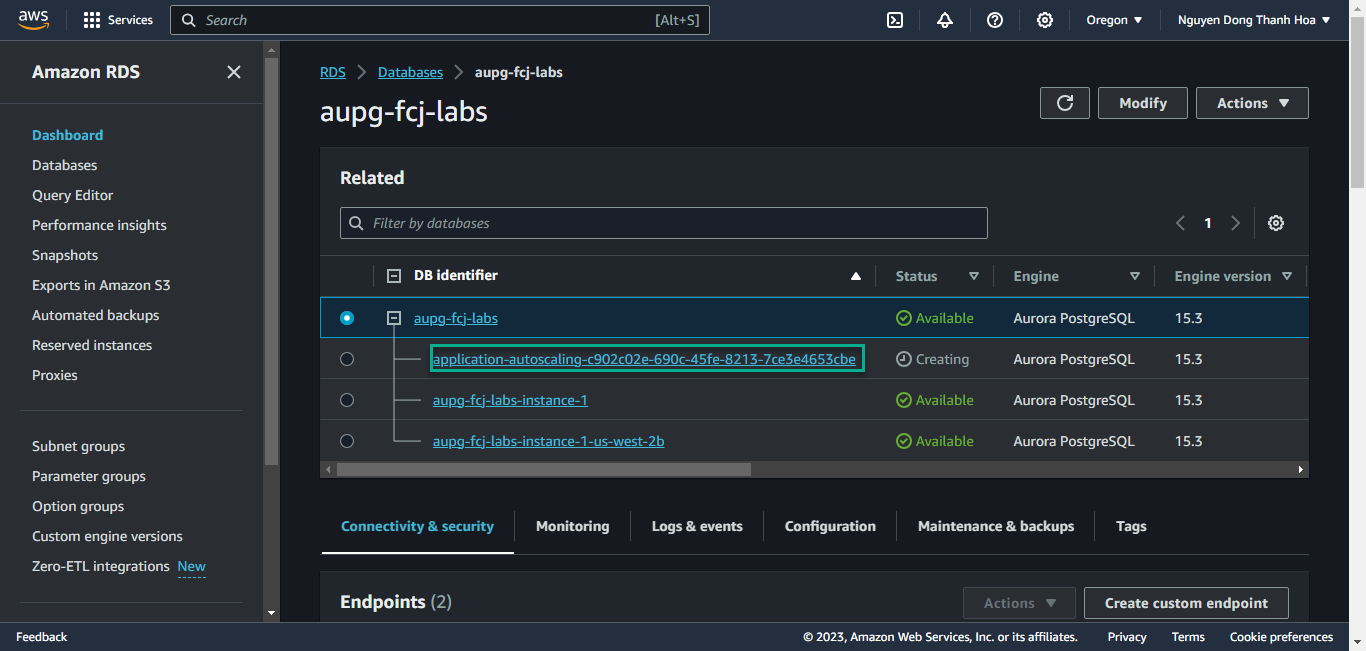 aws
Services
Search [Alt+S]
Oregon
Nguyen Dong Thanh Hoa
Amazon RDS
Dashboard
Databases
Query Editor
Performance insights
Snapshots
Exports in Amazon S3
Automated backups
Reserved instances
Proxies
Subnet groups
Parameter groups
Option groups
Custom engine versions
Zero-ETL integrations New
RDS Databases aupg-fcj-labs
aupg-fcj-labs
Modify Actions
Related
Filter by databases
1
DB identifier Status Engine Engine version
aupg-fcj-labs Available Aurora PostgreSQL 15.3
application-autoscaling-c902c02e-690c-45fe-8213-7ce3e4653cbe Creating Aurora PostgreSQL 15.3
aupg-fcj-labs-instance-1 Available Aurora PostgreSQL 15.3
aupg-fcj-labs-instance-1-us-west-2b Available Aurora PostgreSQL 15.3
Connectivity & security Monitoring Logs & events Configuration Maintenance & backups Tags
Endpoints (2)
Actions Create custom endpoint
Feedback
© 2023, Amazon Web Services, Inc. or its affiliates. Privacy Terms Cookie preferences